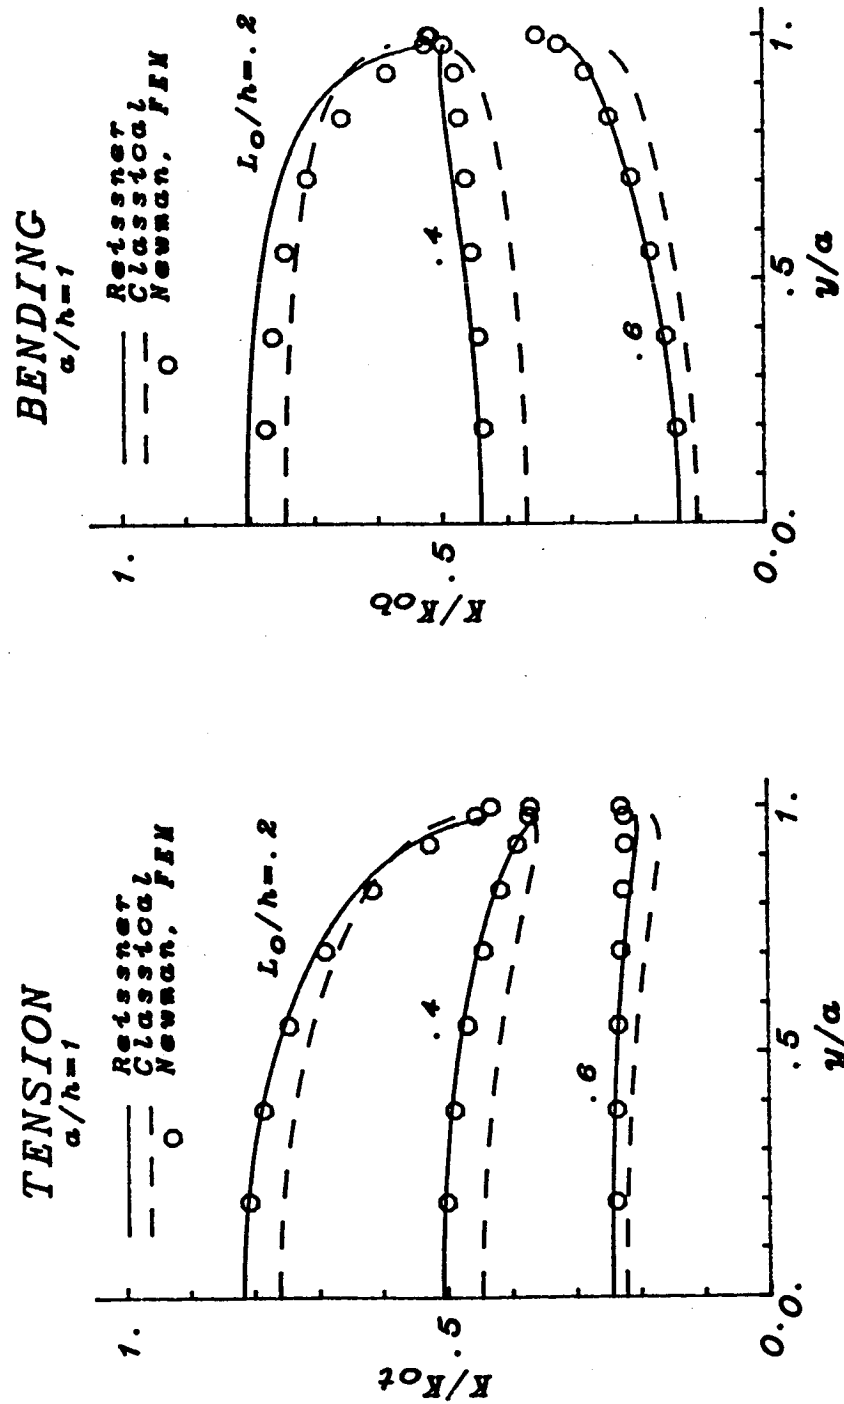 TENSION
a/h=1
Reissner
Classical
Newman, FEM
L₀/h=.2
.4
.6
1.
.5
0.
K/K₀t
0.
.5
1.
y/a
BENDING
a/h=1
Reissner
Classical
Newman, FEM
L₀/h=.2
.4
.6
1.
.5
0.
K/K₀b
0.
.5
1.
y/a